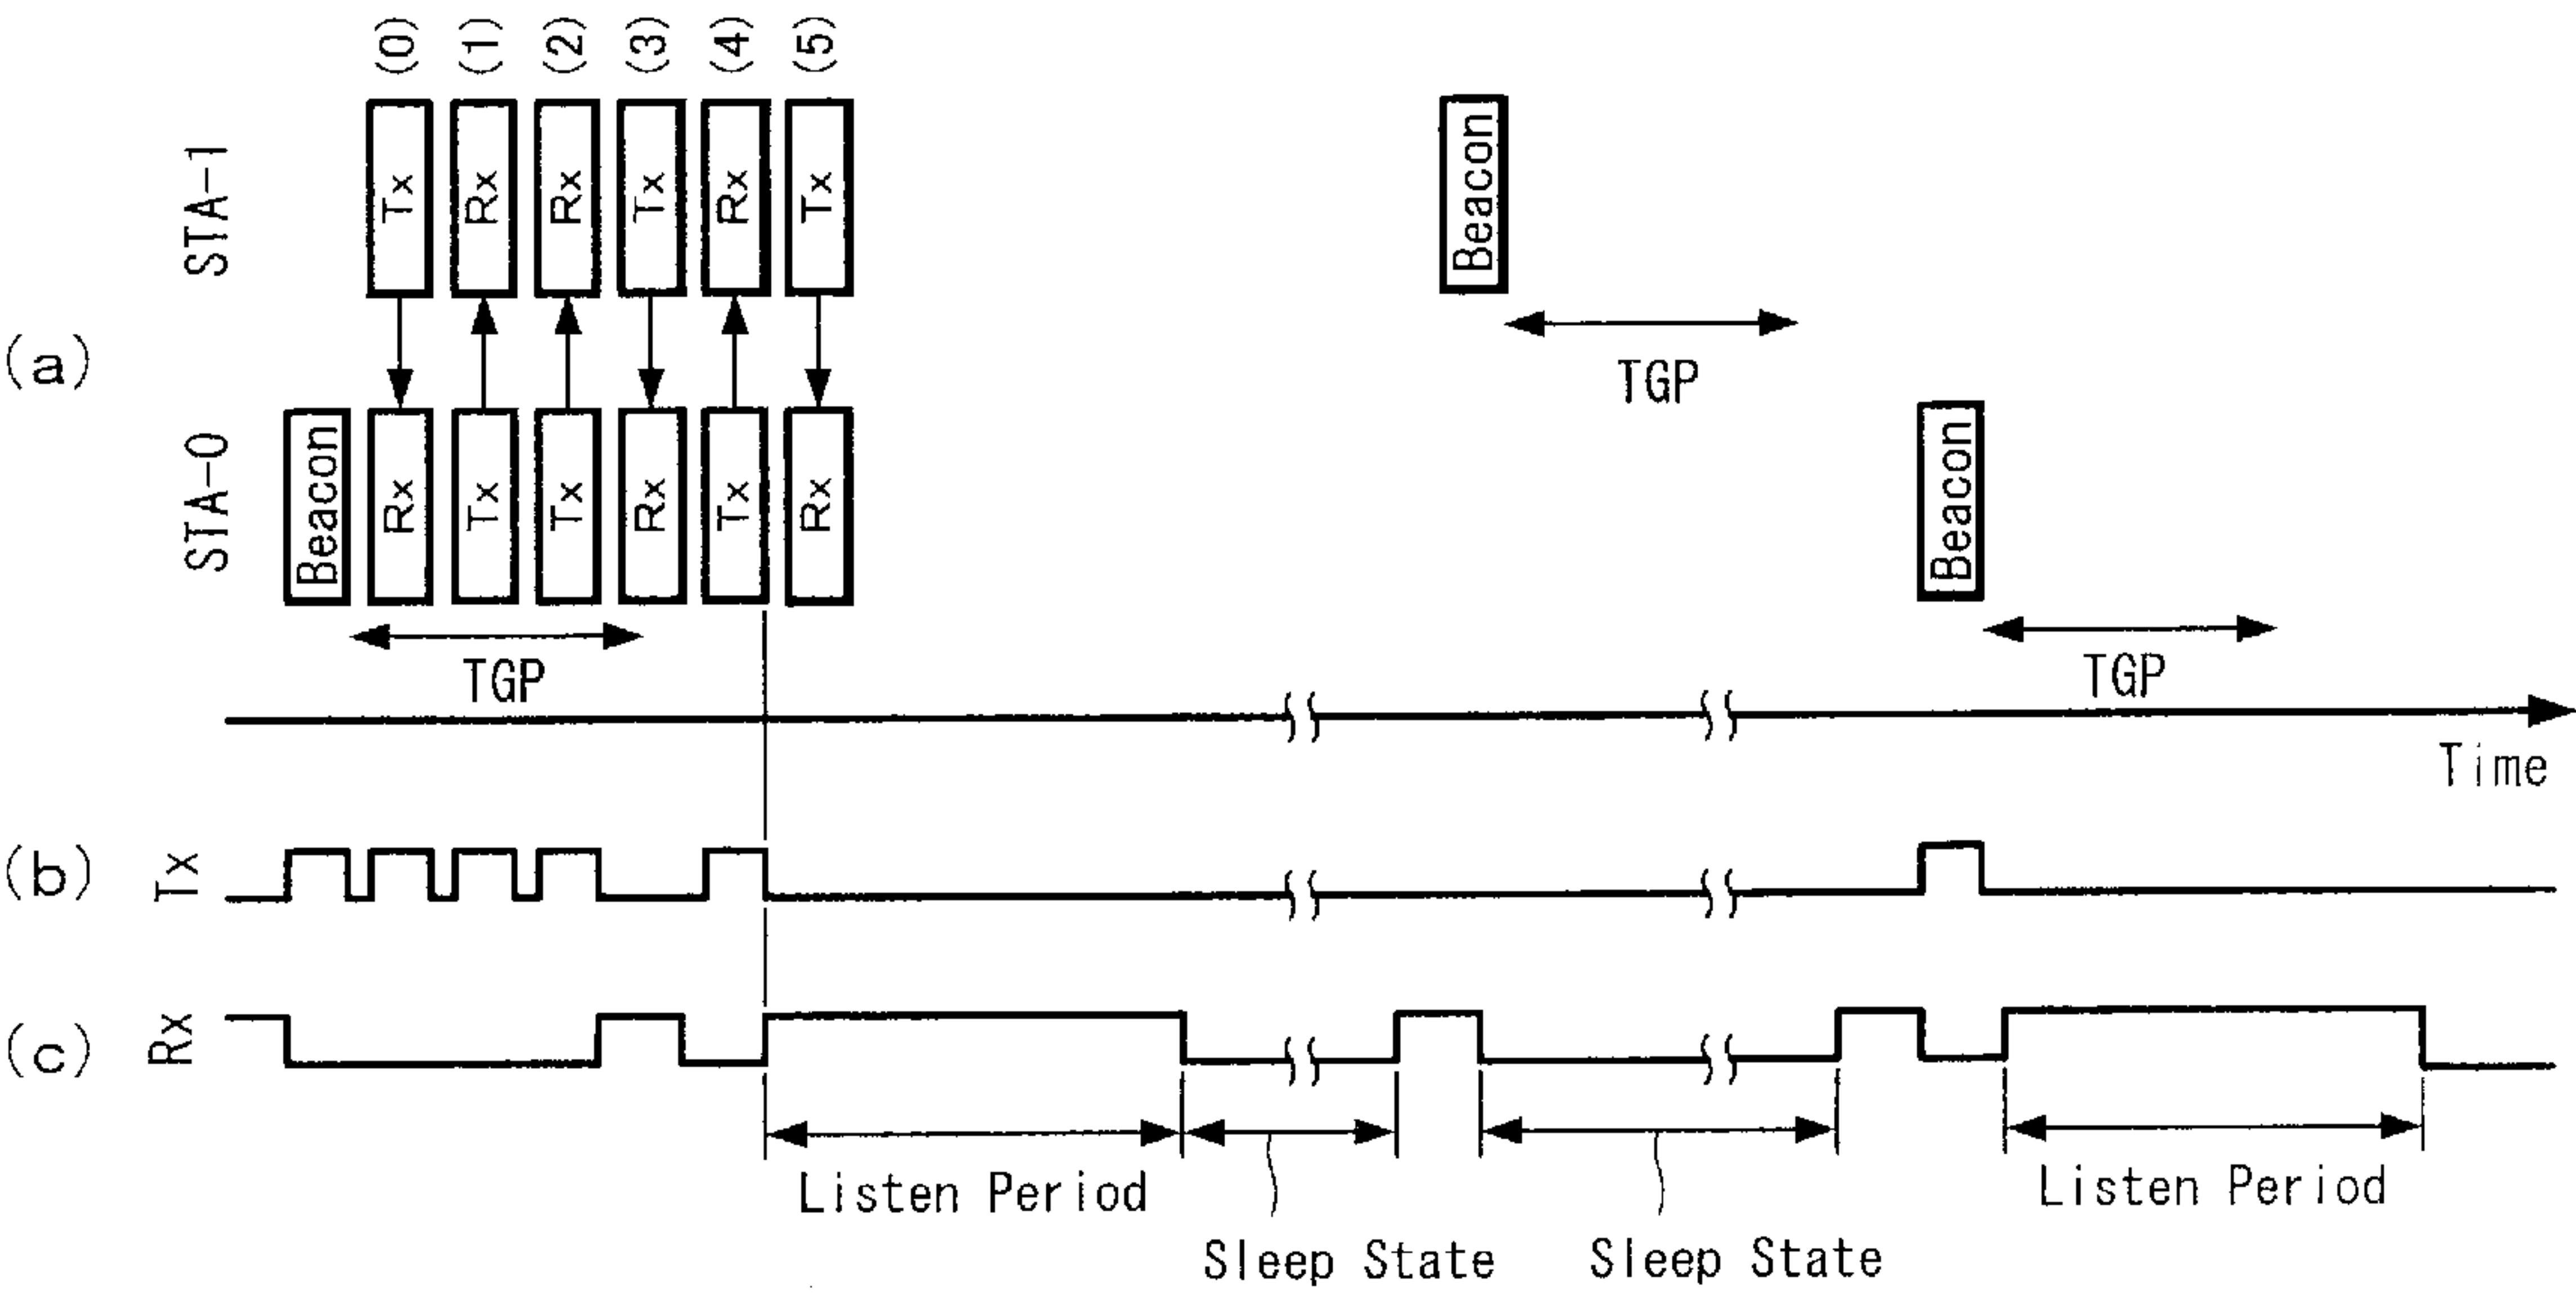 (0) (1) (2) (3) (4) (5)
STA-1
Tx Rx Rx Tx Rx Tx
Beacon
TGP
(a)
STA-0
Beacon Rx Tx Tx Rx Tx Rx
Beacon
TGP
TGP
Time
(b) Tx
(c) Rx
Listen Period
Listen Period
Sleep State
Sleep State